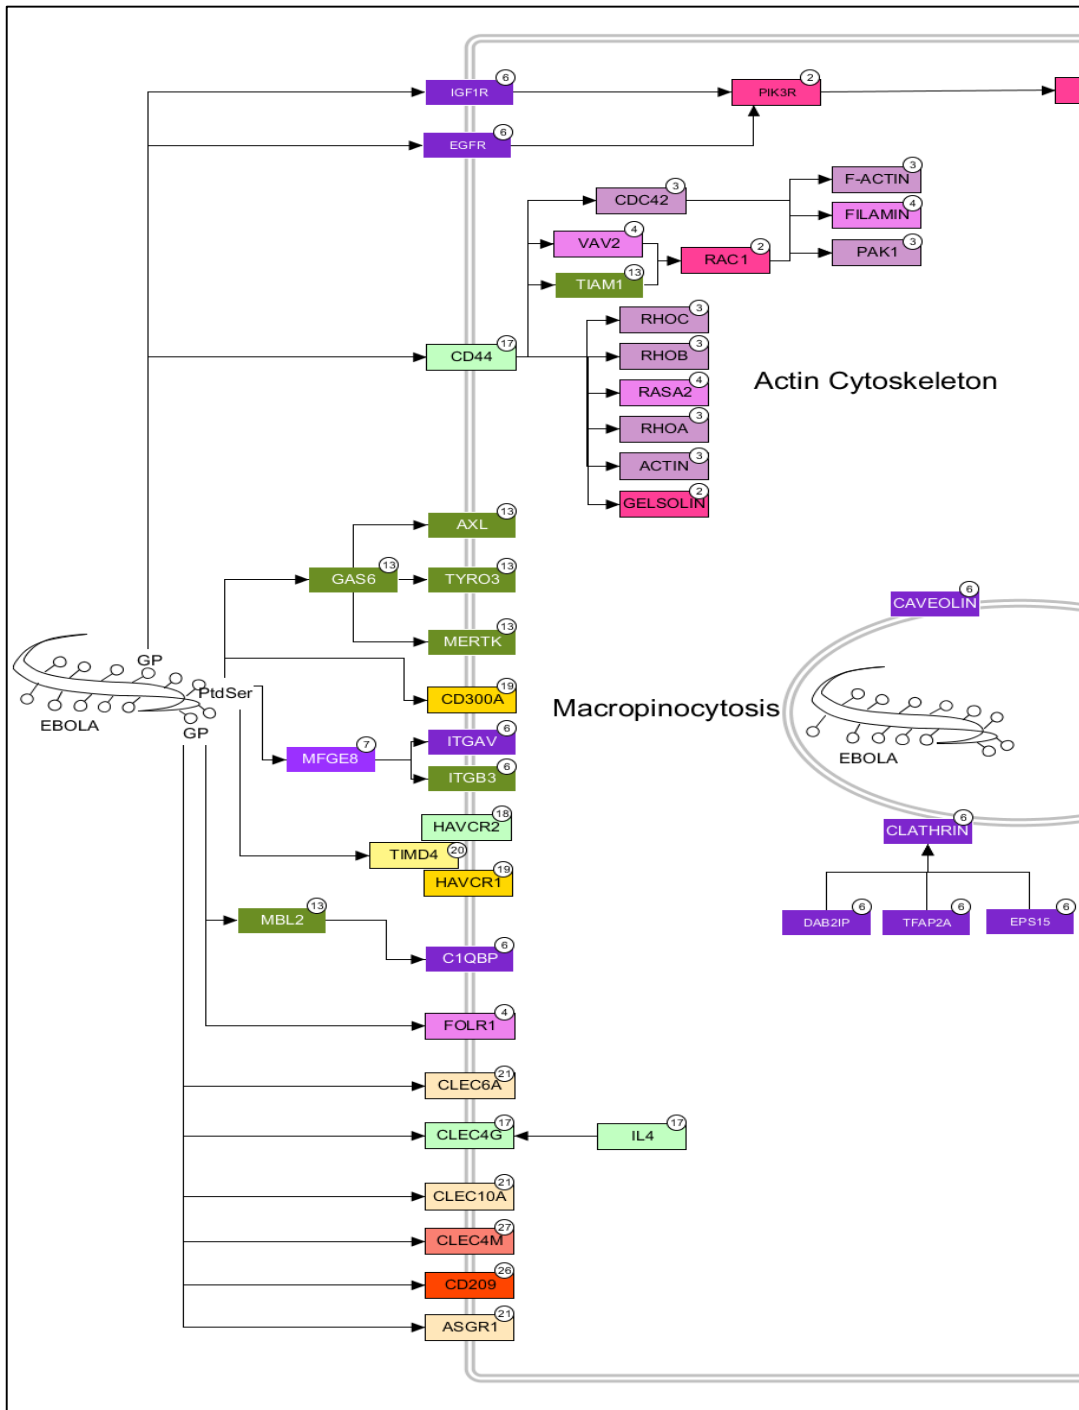 6
IGF1R
2
PIK3R
6
EGFR
3
F-ACTIN
3
CDC42
4
FILAMIN
4
VAV2
2
RAC1
3
PAK1
13
TIAM1
3
RHOC
17
CD44
3
RHOB
Actin Cytoskeleton
4
RASA2
3
RHOA
3
ACTIN
2
GELSOLIN
13
AXL
13
GAS6
13
TYRO3
6
CAVEOLIN
13
MERTK
GP
PtdSer
EBOLA
GP
19
CD300A
Macropinocytosis
6
ITGAV
7
MFGE8
6
ITGB3
EBOLA
18
HAVCR2
6
CLATHRIN
20
TIMD4
19
HAVCR1
13
MBL2
6
DAB2IP
6
TFAP2A
6
EPS15
6
C1QBP
4
FOLR1
21
CLEC6A
17
CLEC4G
17
IL4
21
CLEC10A
27
CLEC4M
26
CD209
21
ASGR1